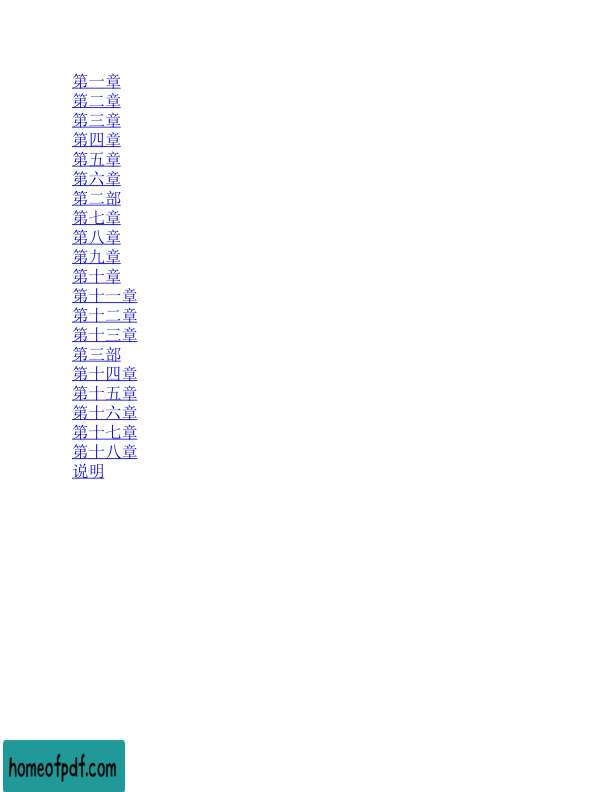 第一章
第二章
第三章
第四章
第五章
第六章
第二部
第七章
第八章
第九章
第十章
第十一章
第十二章
第十三章
第三部
第十四章
第十五章
第十六章
第十七章
第十八章
说明
homeofpdf.com